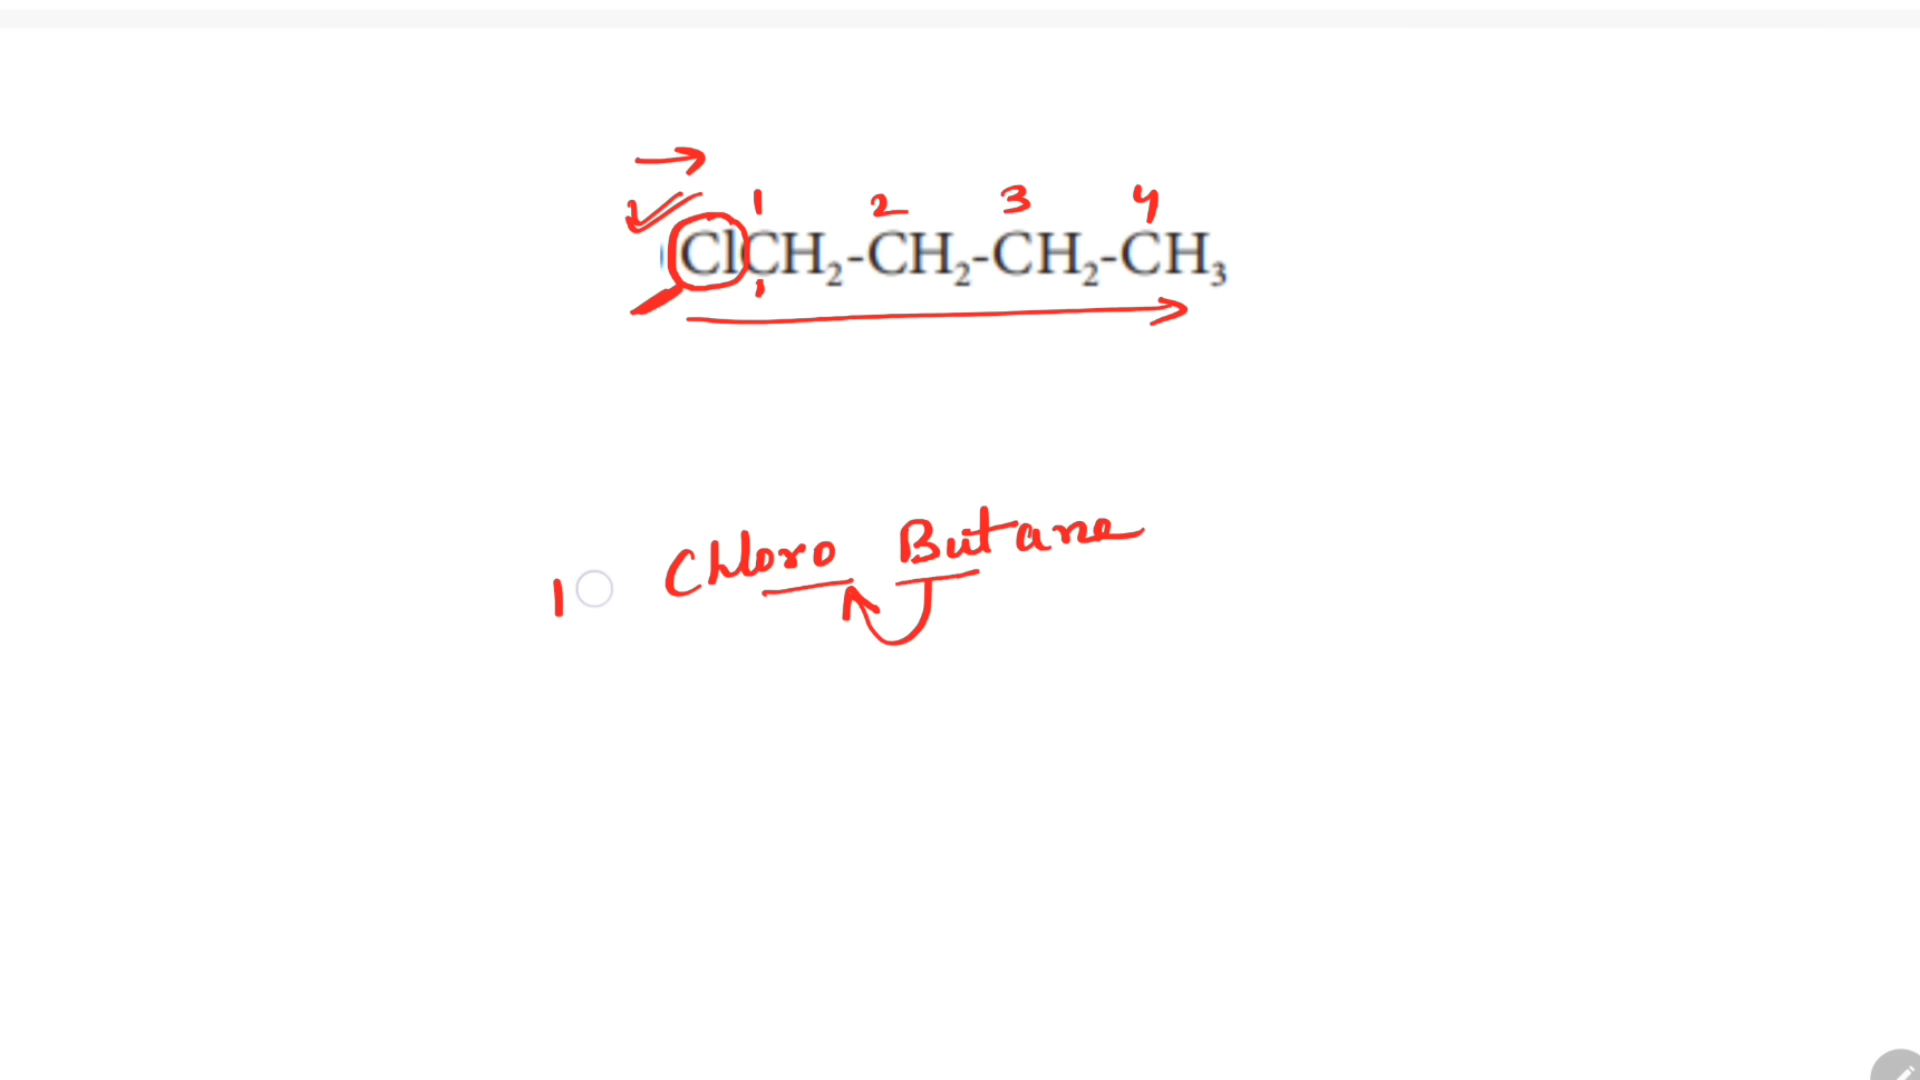 1 2 3 4
ClCH₂-CH₂-CH₂-CH₃
1 Chloro Butane